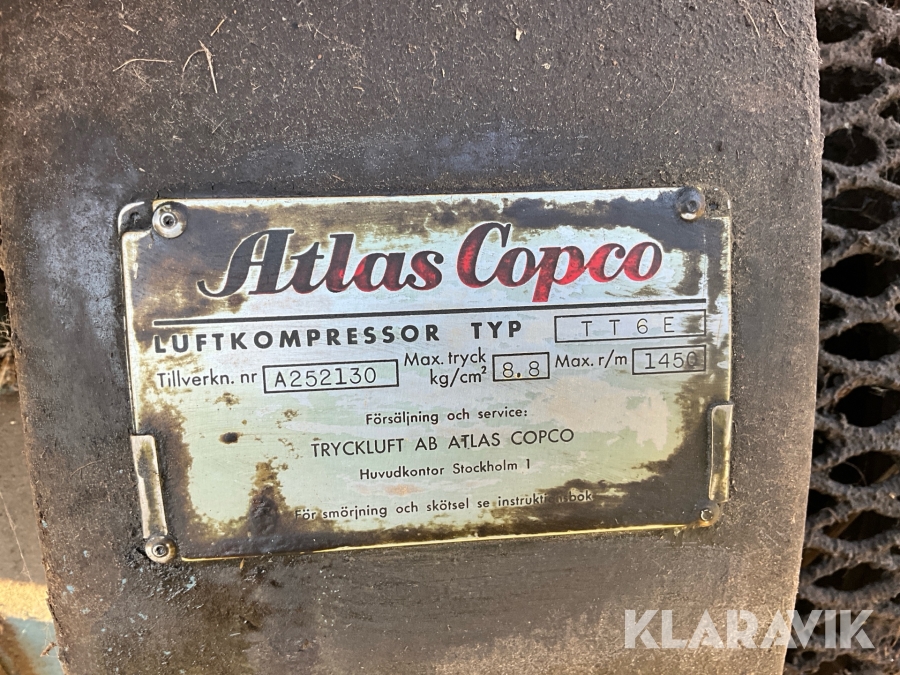 Atlas Copco
LUFTKOMPRESSOR TYP TT6E
Tillverkn. nr A252130 Max. tryck kg/cm² 8.8 Max. r/m 1450
Försäljning och service:
TRYCKLUFT AB ATLAS COPCO
Huvudkontor Stockholm 1
För smörjning och skötsel se instruktionsbok
KLARAVIK